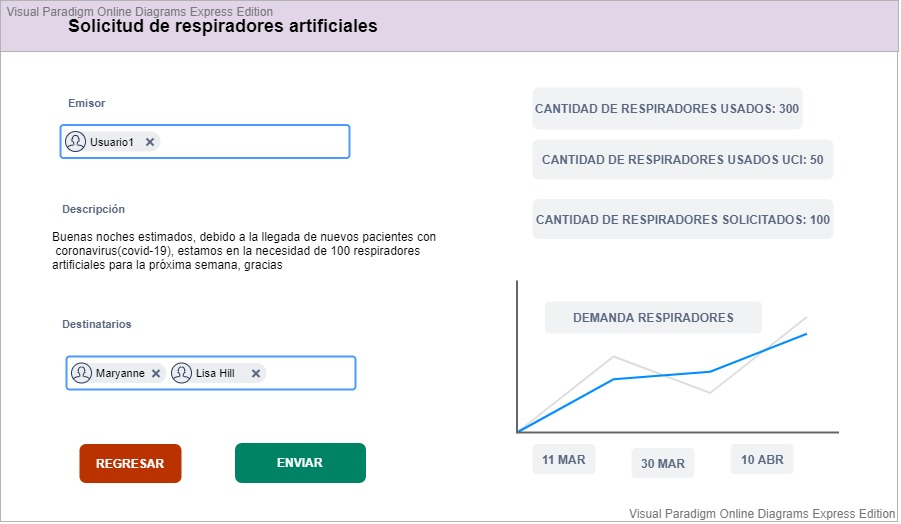 Visual Paradigm Online Diagrams Express Edition
Solicitud de respiradores artificiales
Emisor
Usuario1
Descripción
Buenas noches estimados, debido a la llegada de nuevos pacientes con
coronavirus(covid-19), estamos en la necesidad de 100 respiradores
artificiales para la próxima semana, gracias
Destinatarios
Maryanne
Lisa Hill
REGRESAR
ENVIAR
CANTIDAD DE RESPIRADORES USADOS: 300
CANTIDAD DE RESPIRADORES USADOS UCI: 50
CANTIDAD DE RESPIRADORES SOLICITADOS: 100
DEMANDA RESPIRADORES
11 MAR
30 MAR
10 ABR
Visual Paradigm Online Diagrams Express Edition